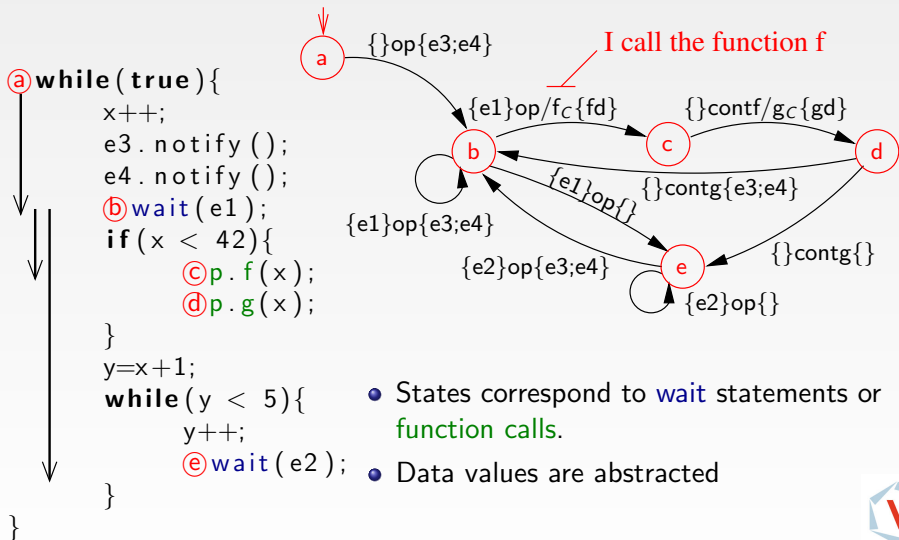 ⓐ while(true){
x++;
e3.notify();
e4.notify();
ⓑ wait(e1);
if(x < 42){
ⓒ p.f(x);
ⓓ p.g(x);
}
y=x+1;
while(y < 5){
y++;
ⓔ wait(e2);
}
}
a
{}op{e3;e4}
I call the function f
{e1}op/f_C{fd}
{}contf/g_C{gd}
b
c
d
{}contg{e3;e4}
{e1}op{}
{e1}op{e3;e4}
{}contg{}
{e2}op{e3;e4}
e
{e2}op{}
• States correspond to wait statements or
function calls.
• Data values are abstracted